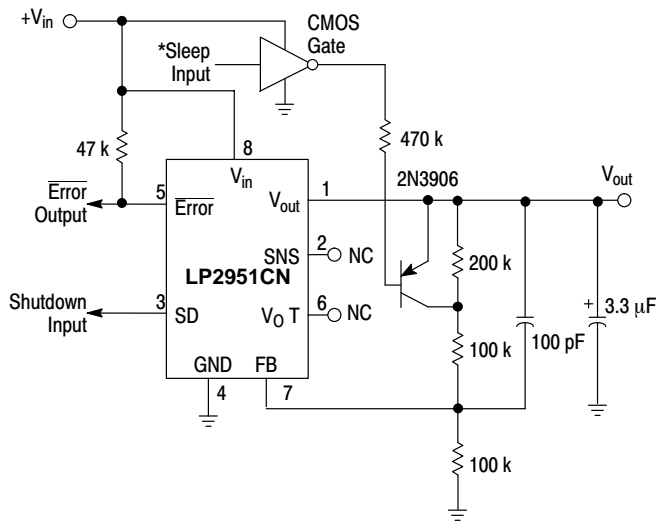 +Vin
*Sleep
Input
CMOS
Gate
47 k
470 k
8
Vin
Error
Output
5
Error
Vout
1
2N3906
Vout
SNS
2
NC
200 k
LP2951CN
Shutdown
Input
3
SD
VO T
6
NC
100 k
100 pF
+
3.3 µF
GND
FB
4
7
100 k